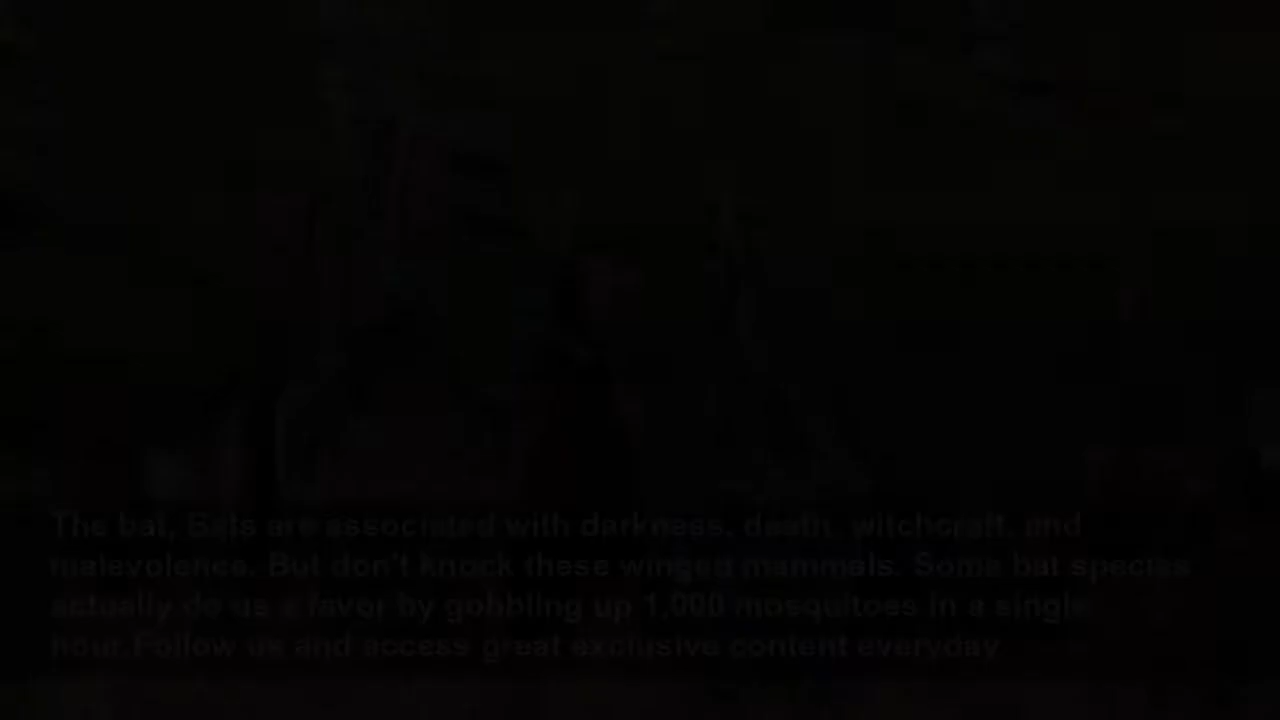 The bat, Bats are associated with darkness, death, witchcraft, and
malevolence. But don't knock these winged mammals. Some bat species
actually do us a favor by gobbling up 1,000 mosquitoes in a single
hour.Follow us and access great exclusive content everyday